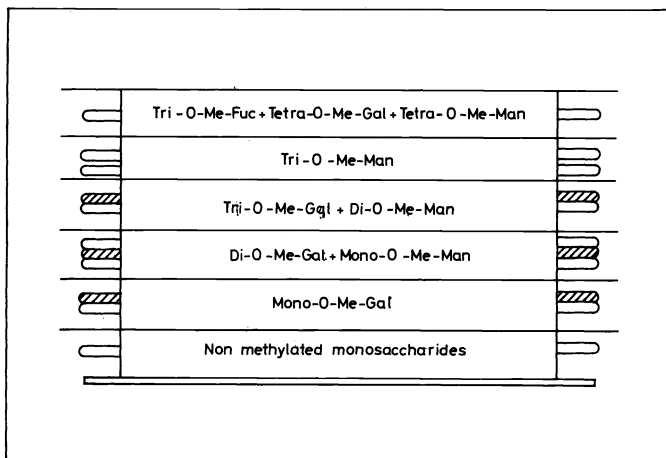 Tri-O-Me-Fuc+Tetra-O-Me-Gal+Tetra-O-Me-Man
Tri-O-Me-Man
Tri-O-Me-Gal + Di-O-Me-Man
Di-O-Me-Gal+Mono-O-Me-Man
Mono-O-Me-Gal
Non methylated monosaccharides